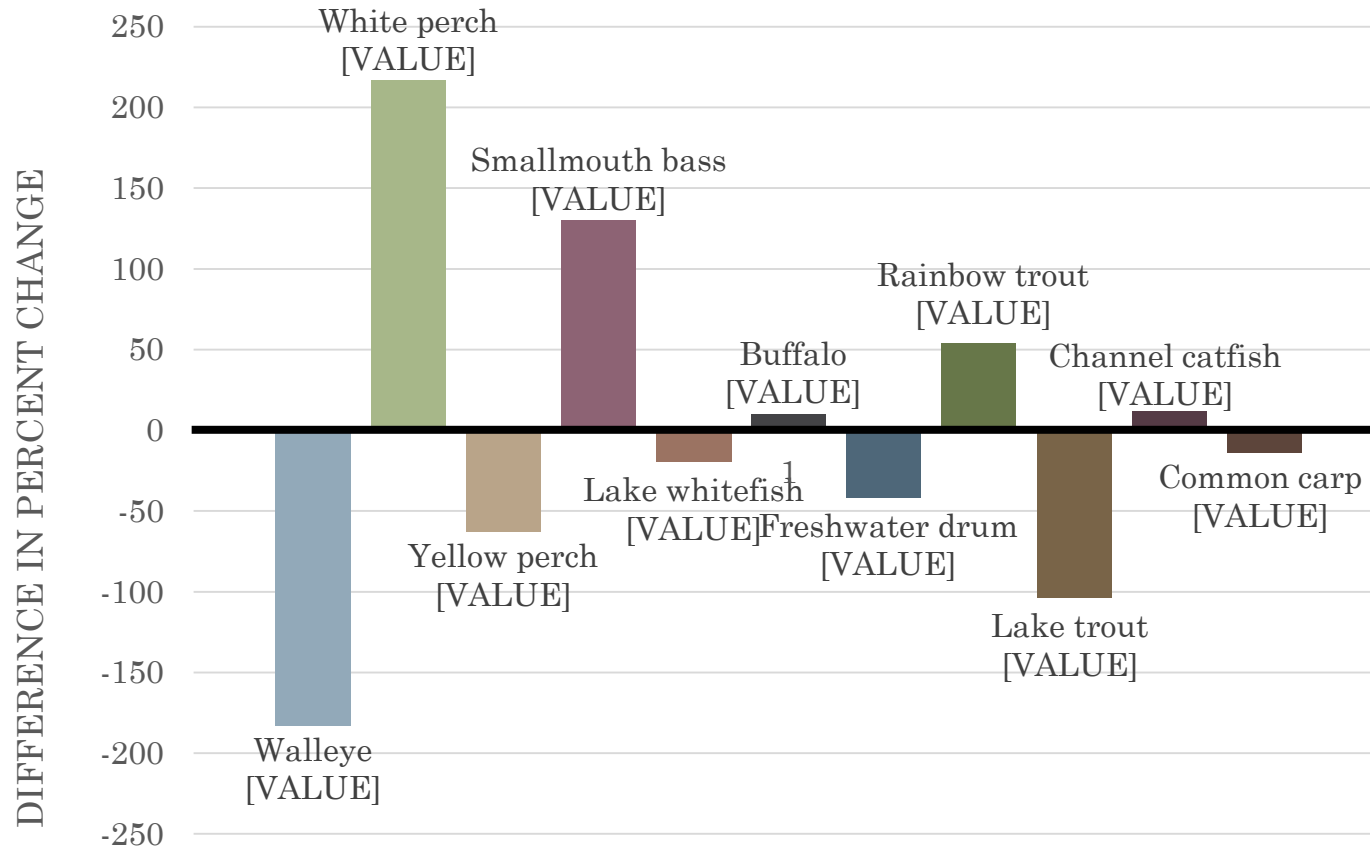 DIFFERENCE IN PERCENT CHANGE
250
200
150
100
50
0
-50
-100
-150
-200
-250
Walleye
[VALUE]
White perch
[VALUE]
Yellow perch
[VALUE]
Smallmouth bass
[VALUE]
Lake whitefish
[VALUE]
Buffalo
[VALUE]
1
Freshwater drum
[VALUE]
Rainbow trout
[VALUE]
Lake trout
[VALUE]
Channel catfish
[VALUE]
Common carp
[VALUE]